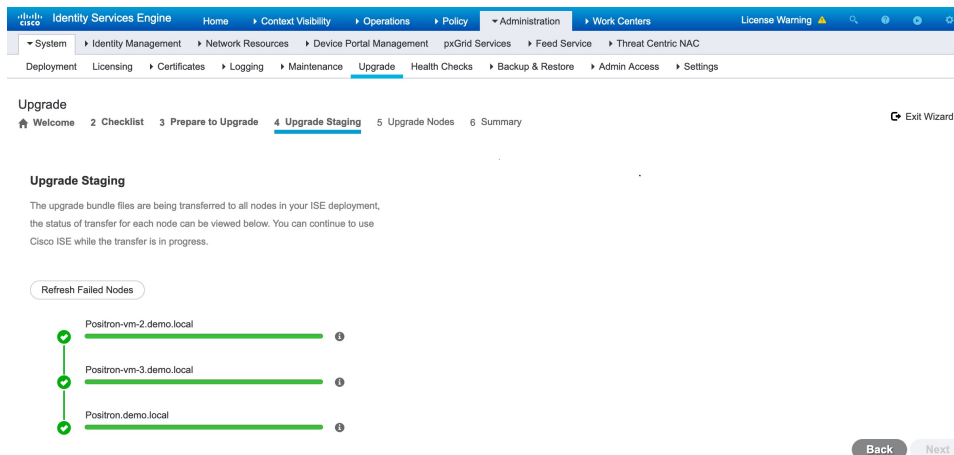 CISCO Identity Services Engine Home Context Visibility Operations Policy Administration Work Centers License Warning
System Identity Management Network Resources Device Portal Management pxGrid Services Feed Service Threat Centric NAC
Deployment Licensing Certificates Logging Maintenance Upgrade Health Checks Backup & Restore Admin Access Settings
Upgrade
Welcome 2 Checklist 3 Prepare to Upgrade 4 Upgrade Staging 5 Upgrade Nodes 6 Summary Exit Wizard
Upgrade Staging
The upgrade bundle files are being transferred to all nodes in your ISE deployment,
the status of transfer for each node can be viewed below. You can continue to use
Cisco ISE while the transfer is in progress.
Refresh Failed Nodes
Positron-vm-2.demo.local
Positron-vm-3.demo.local
Positron.demo.local
Back Next